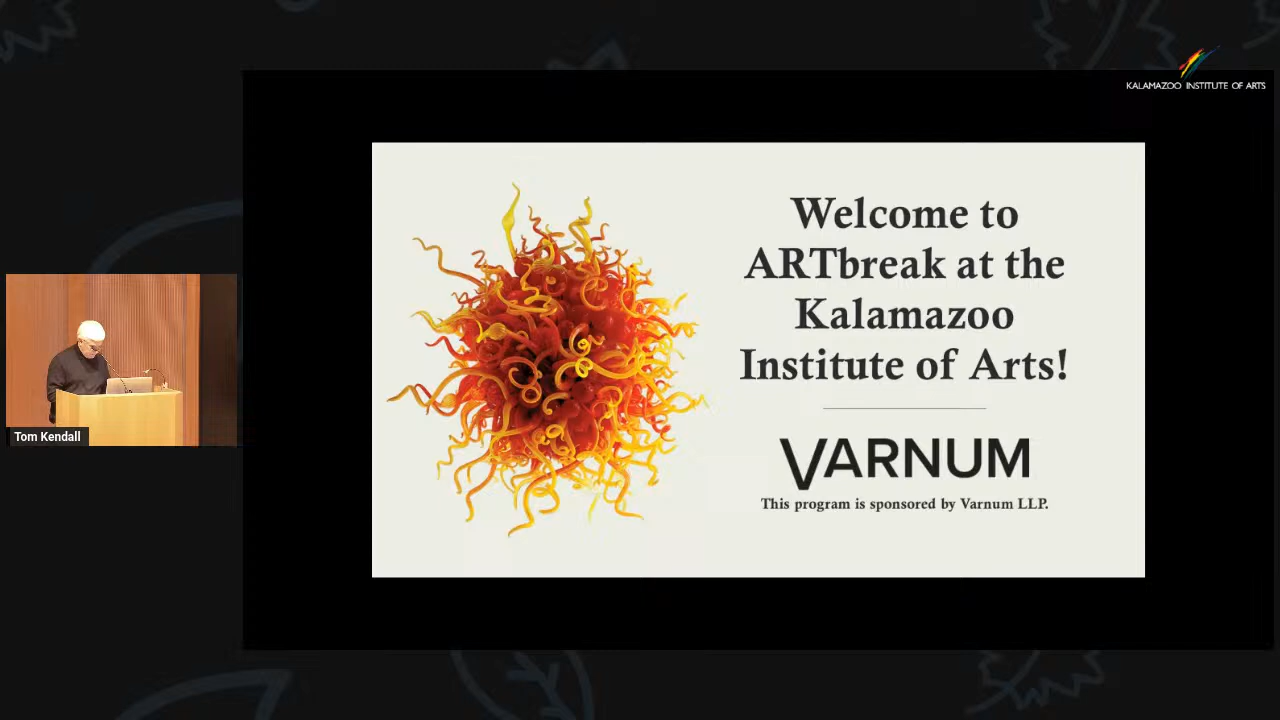 KALAMAZOO INSTITUTE OF ARTS
Welcome to
ARTbreak at the
Kalamazoo
Institute of Arts!
VARNUM
This program is sponsored by Varnum LLP.
Tom Kendall